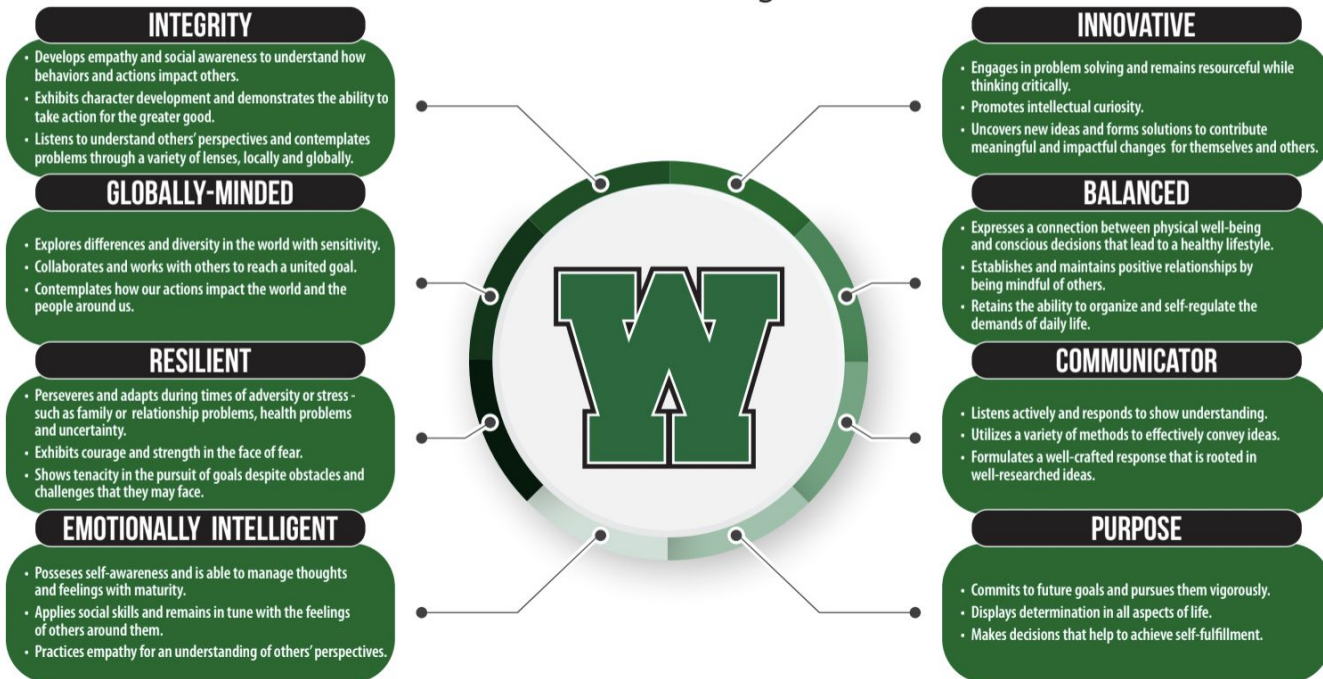 INTEGRITY
• Develops empathy and social awareness to understand how
behaviors and actions impact others.
• Exhibits character development and demonstrates the ability to
take action for the greater good.
• Listens to understand others' perspectives and contemplates
problems through a variety of lenses, locally and globally.
GLOBALLY-MINDED
• Explores differences and diversity in the world with sensitivity.
• Collaborates and works with others to reach a united goal.
• Contemplates how our actions impact the world and the
people around us.
RESILIENT
• Perseveres and adapts during times of adversity or stress -
such as family or relationship problems, health problems
and uncertainty.
• Exhibits courage and strength in the face of fear.
• Shows tenacity in the pursuit of goals despite obstacles and
challenges that they may face.
EMOTIONALLY INTELLIGENT
• Posseses self-awareness and is able to manage thoughts
and feelings with maturity.
• Applies social skills and remains in tune with the feelings
of others around them.
• Practices empathy for an understanding of others' perspectives.
W
INNOVATIVE
• Engages in problem solving and remains resourceful while
thinking critically.
• Promotes intellectual curiosity.
• Uncovers new ideas and forms solutions to contribute
meaningful and impactful changes for themselves and others.
BALANCED
• Expresses a connection between physical well-being
and conscious decisions that lead to a healthy lifestyle.
• Establishes and maintains positive relationships by
being mindful of others.
• Retains the ability to organize and self-regulate the
demands of daily life.
COMMUNICATOR
• Listens actively and responds to show understanding.
• Utilizes a variety of methods to effectively convey ideas.
• Formulates a well-crafted response that is rooted in
well-researched ideas.
PURPOSE
• Commits to future goals and pursues them vigorously.
• Displays determination in all aspects of life.
• Makes decisions that help to achieve self-fulfillment.